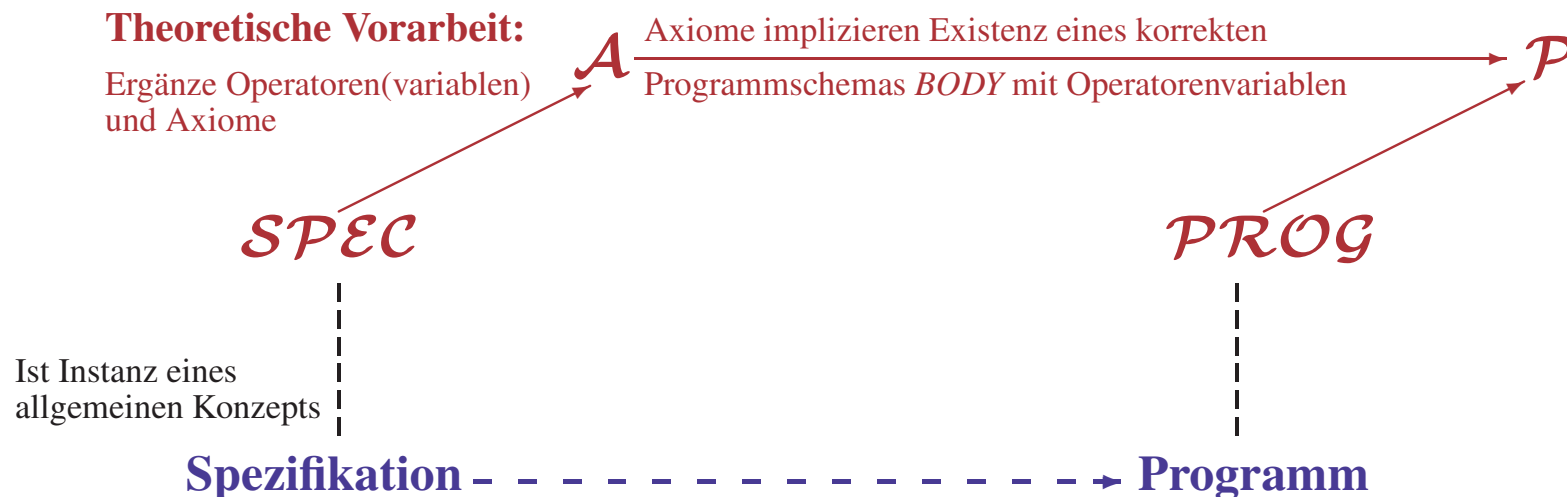 Theoretische Vorarbeit:
Ergänze Operatoren(variablen)
und Axiome
A
Axiome implizieren Existenz eines korrekten
Programmschemas BODY mit Operatorenvariablen
P
SPEC
PROG
Ist Instanz eines
allgemeinen Konzepts
Spezifikation
Programm